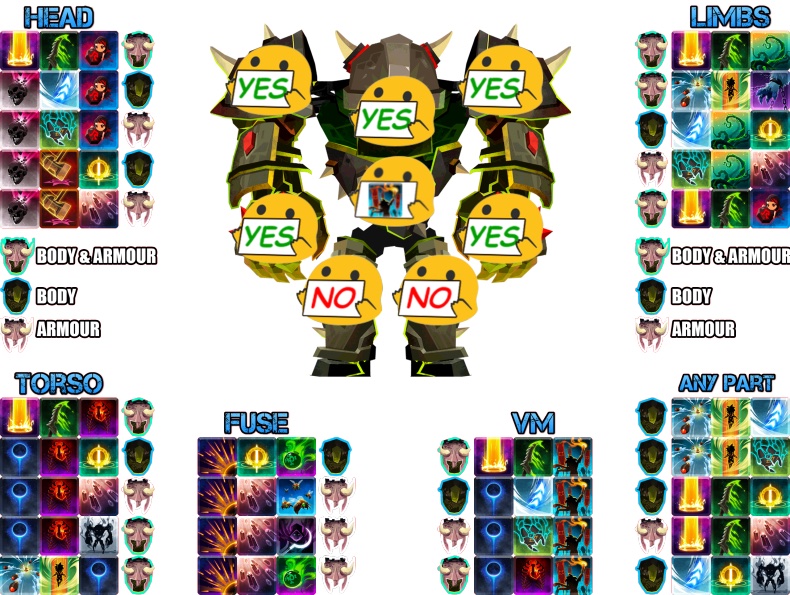 HEAD
LIMBS
YES
YES
YES
YES
YES
NO
NO
BODY & ARMOUR
BODY
ARMOUR
BODY & ARMOUR
BODY
ARMOUR
TORSO
FUSE
VM
ANY PART